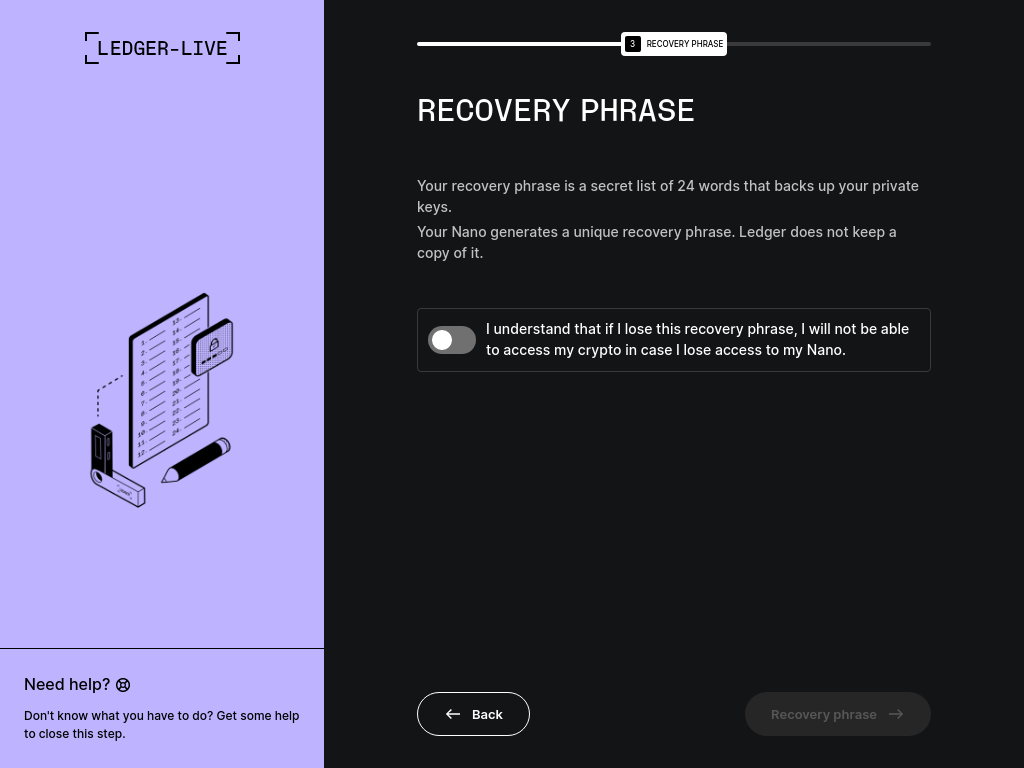 LEDGER-LIVE
3 RECOVERY PHRASE
RECOVERY PHRASE
Your recovery phrase is a secret list of 24 words that backs up your private
keys.
Your Nano generates a unique recovery phrase. Ledger does not keep a
copy of it.
I understand that if I lose this recovery phrase, I will not be able
to access my crypto in case I lose access to my Nano.
Need help?
Don't know what you have to do? Get some help
to close this step.
Back
Recovery phrase